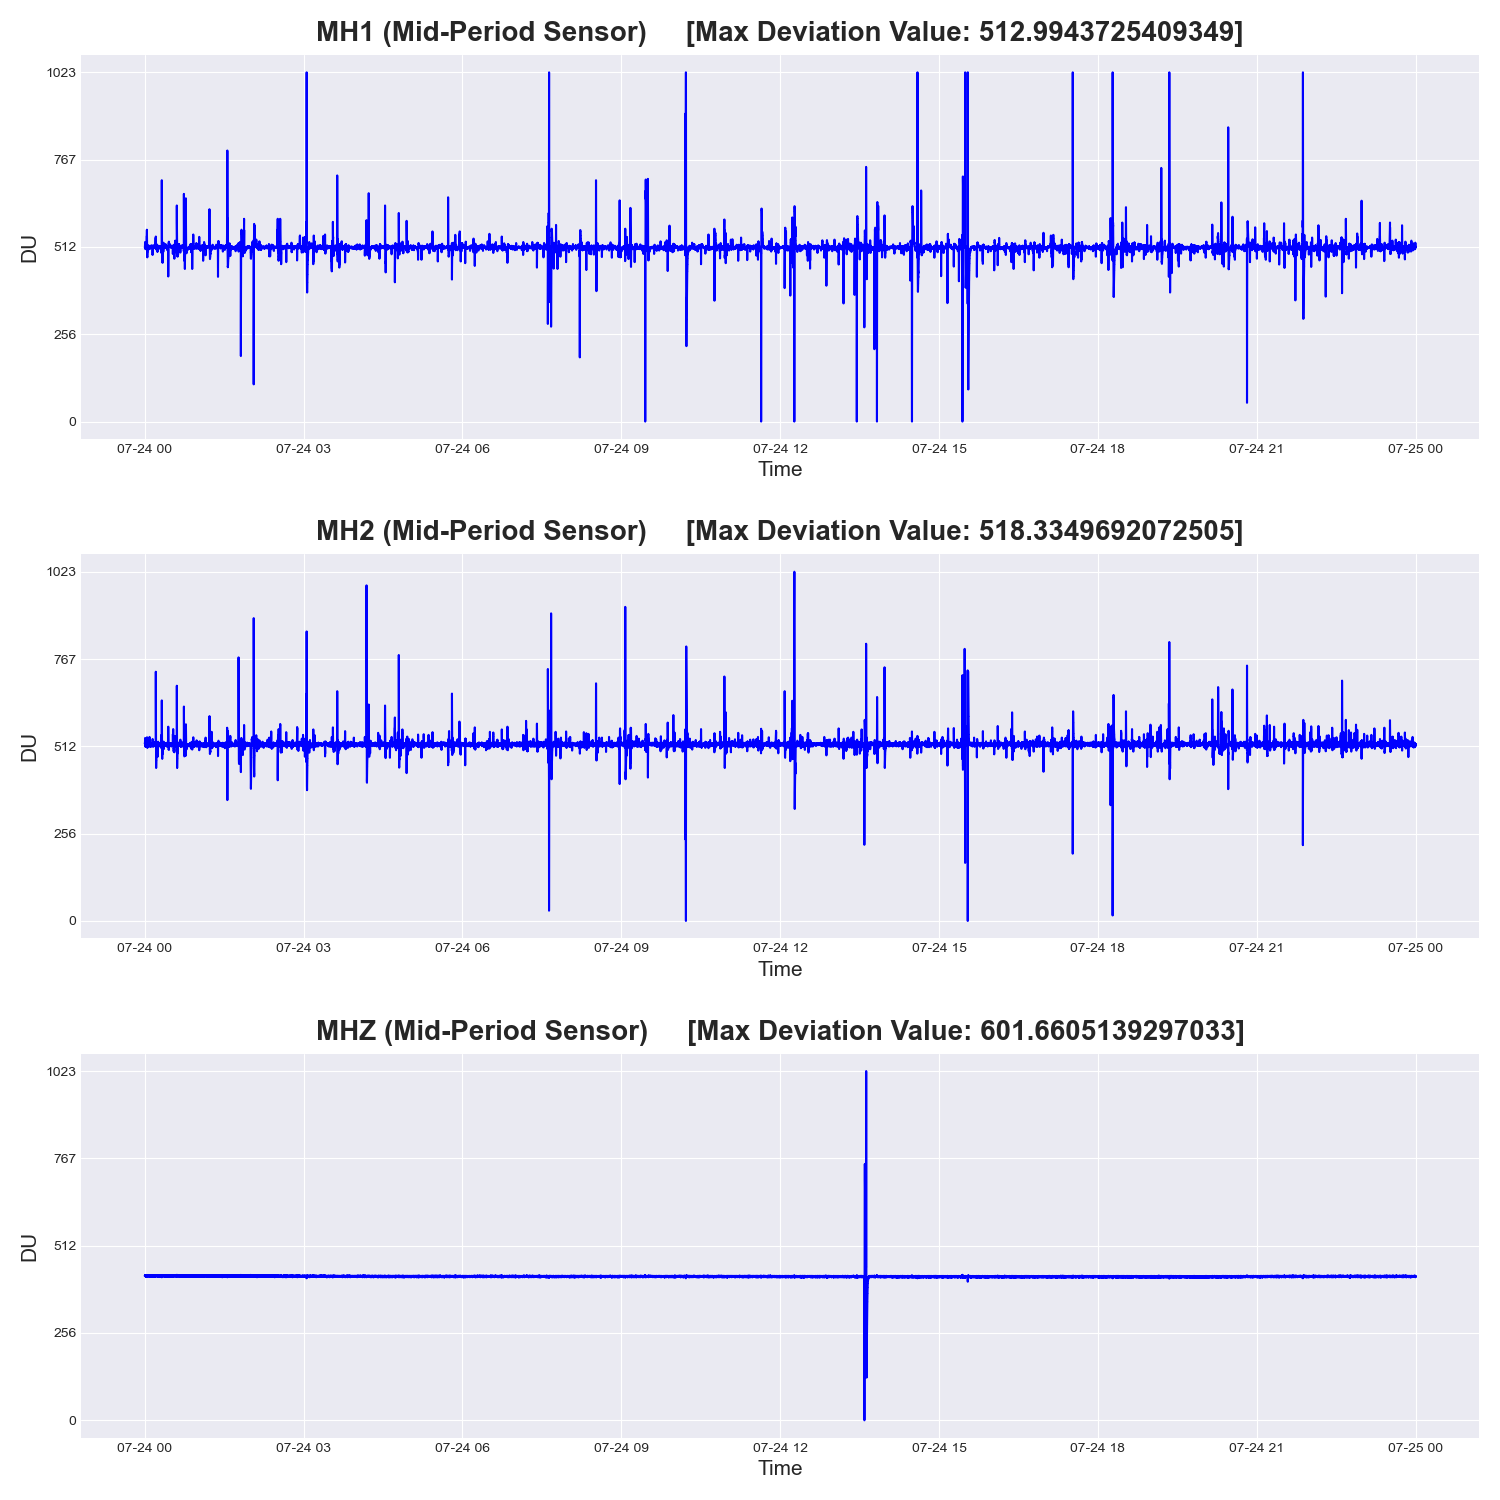 MH1 (Mid-Period Sensor) [Max Deviation Value: 512.9943725409349]
1023
767
512
256
0
DU
07-24 00 07-24 03 07-24 06 07-24 09 07-24 12 07-24 15 07-24 18 07-24 21 07-25 00
Time
MH2 (Mid-Period Sensor) [Max Deviation Value: 518.3349692072505]
1023
767
512
256
0
DU
07-24 00 07-24 03 07-24 06 07-24 09 07-24 12 07-24 15 07-24 18 07-24 21 07-25 00
Time
MHZ (Mid-Period Sensor) [Max Deviation Value: 601.6605139297033]
1023
767
512
256
0
DU
07-24 00 07-24 03 07-24 06 07-24 09 07-24 12 07-24 15 07-24 18 07-24 21 07-25 00
Time